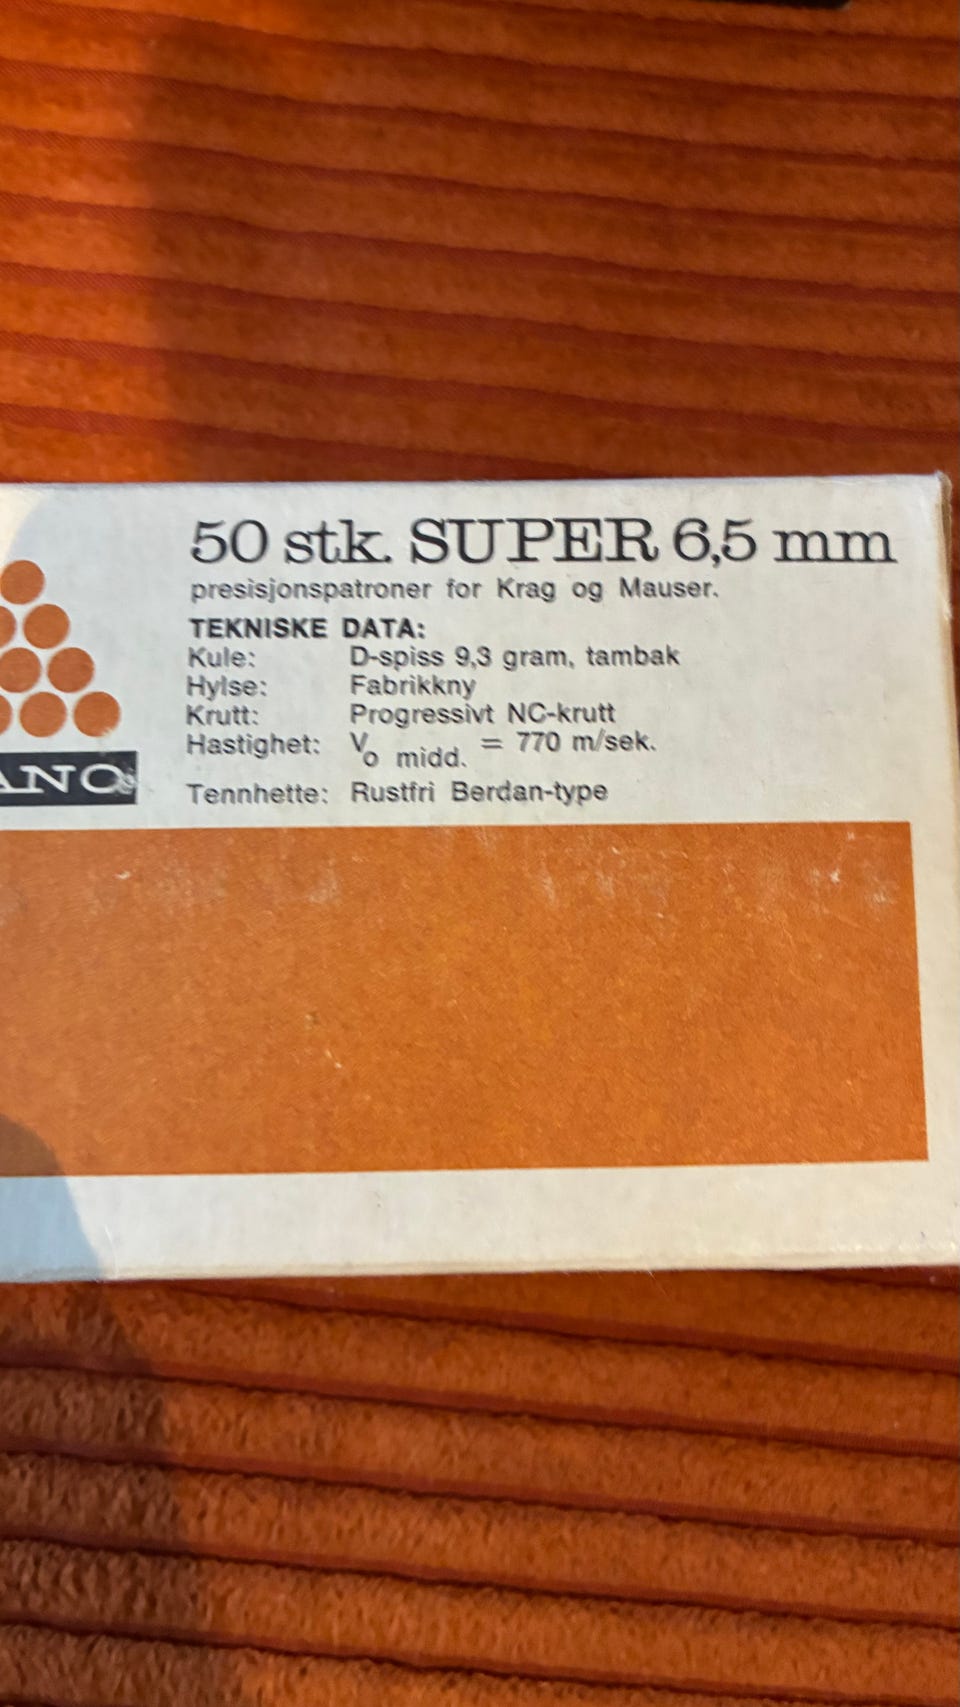 50 stk. SUPER 6,5 mm
presisjonspatroner for Krag og Mauser.
TEKNISKE DATA:
Kule: D-spiss 9,3 gram, tambak
Hylse: Fabrikkny
Krutt: Progressivt NC-krutt
Hastighet: Vo midd. = 770 m/sek.
Tennhette: Rustfri Berdan-type